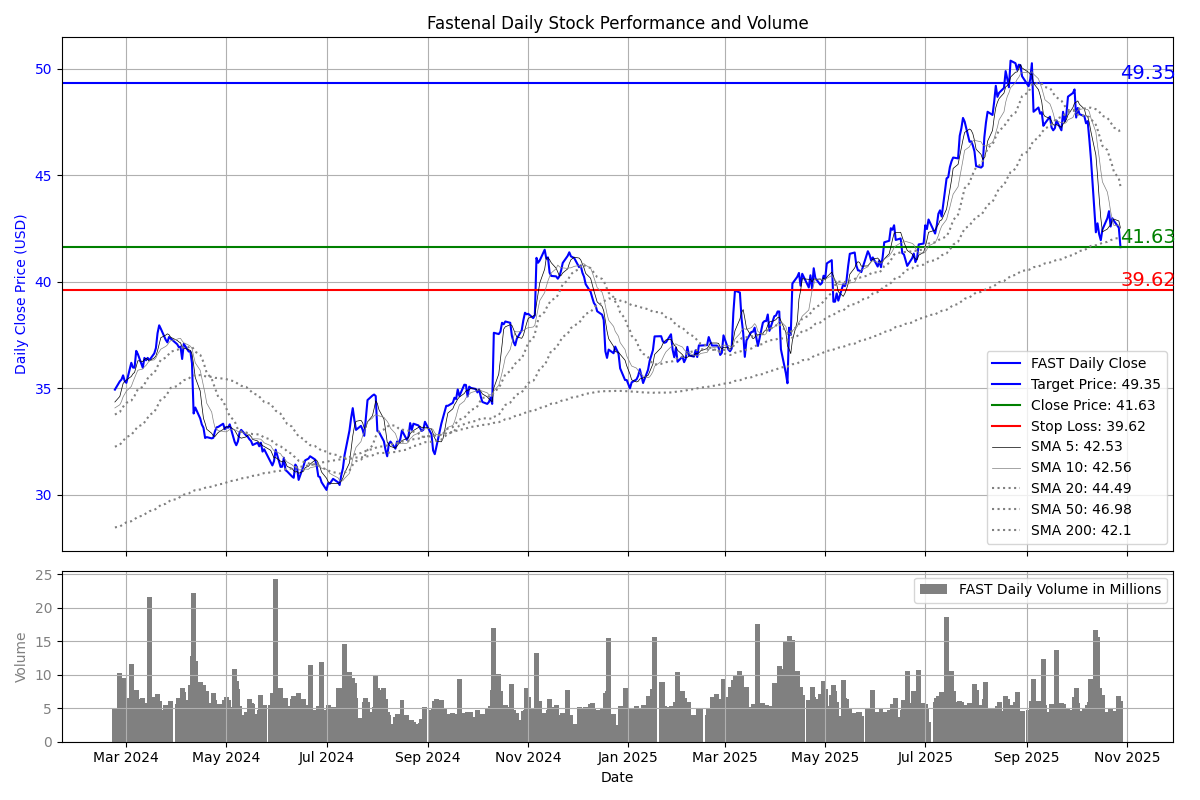 Fastenal Daily Stock Performance and Volume
Daily Close Price (USD)
50
45
40
35
30
49.35
41.63
39.62
FAST Daily Close
Target Price: 49.35
Close Price: 41.63
Stop Loss: 39.62
SMA 5: 42.53
SMA 10: 42.56
SMA 20: 44.49
SMA 50: 46.98
SMA 200: 42.1
Volume
25
20
15
10
5
0
FAST Daily Volume in Millions
Mar 2024 May 2024 Jul 2024 Sep 2024 Nov 2024 Jan 2025 Mar 2025 May 2025 Jul 2025 Sep 2025 Nov 2025
Date